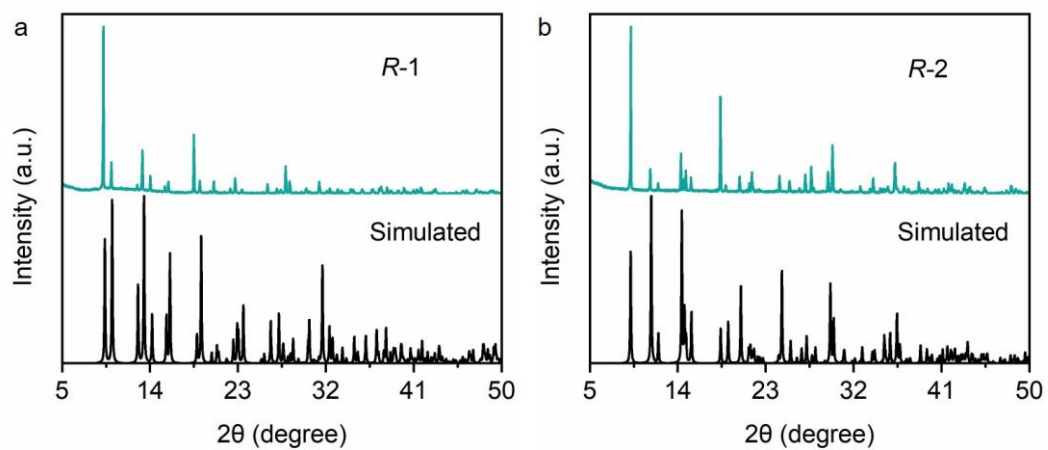 a
R-1
Simulated
Intensity (a.u.)
5 14 23 32 41 50
2θ (degree)
b
R-2
Simulated
Intensity (a.u.)
5 14 23 32 41 50
2θ (degree)